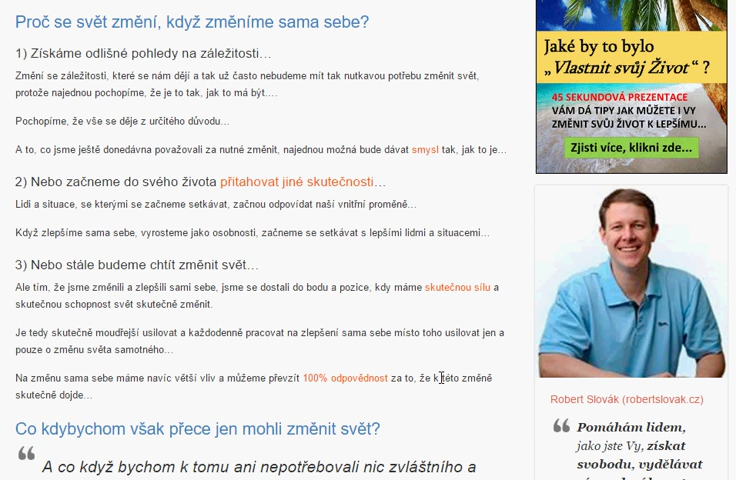 Proč se svět změní, když změníme sama sebe?
1) Získáme odlišné pohledy na záležitosti…
Změní se záležitosti, které se nám dějí a tak už často nebudeme mít tak nutkavou potřebu změnit svět,
protože najednou pochopíme, že je to tak, jak to má být….
Pochopíme, že vše se děje z určitého důvodu…
A to, co jsme ještě donedávna považovali za nutné změnit, najednou možná bude dávat smysl tak, jak to je…
2) Nebo začneme do svého života přitahovat jiné skutečnosti…
Lidi a situace, se kterými se začneme setkávat, začnou odpovídat naší vnitřní proměně…
Když zlepšíme sama sebe, vyrosteme jako osobnosti, začneme se setkávat s lepšími lidmi a situacemi…
3) Nebo stále budeme chtít změnit svět…
Ale tím, že jsme změnili a zlepšili sami sebe, jsme se dostali do bodu a pozice, kdy máme skutečnou sílu a
skutečnou schopnost svět skutečně změnit.
Je tedy skutečně moudřejší usilovat a každodenně pracovat na zlepšení sama sebe místo toho usilovat jen a
pouze o změnu světa samotného…
Na změnu sama sebe máme navíc větší vliv a můžeme převzít 100% odpovědnost za to, že k této změně
skutečně dojde…
Co kdybychom však přece jen mohli změnit svět?
A co když bychom k tomu ani nepotřebovali nic zvláštního a
Jaké by to bylo
„Vlastnit svůj Život“ ?
45 SEKUNDOVÁ PREZENTACE
VÁM DÁ TIPY JAK MŮŽETE I VY
ZMĚNIT SVŮJ ŽIVOT K LEPŠÍMU...
Zjisti více, klikni zde...
Robert Slovák (robertslovak.cz)
Pomáhám lidem,
jako jste Vy, získat
svobodu, vydělávat